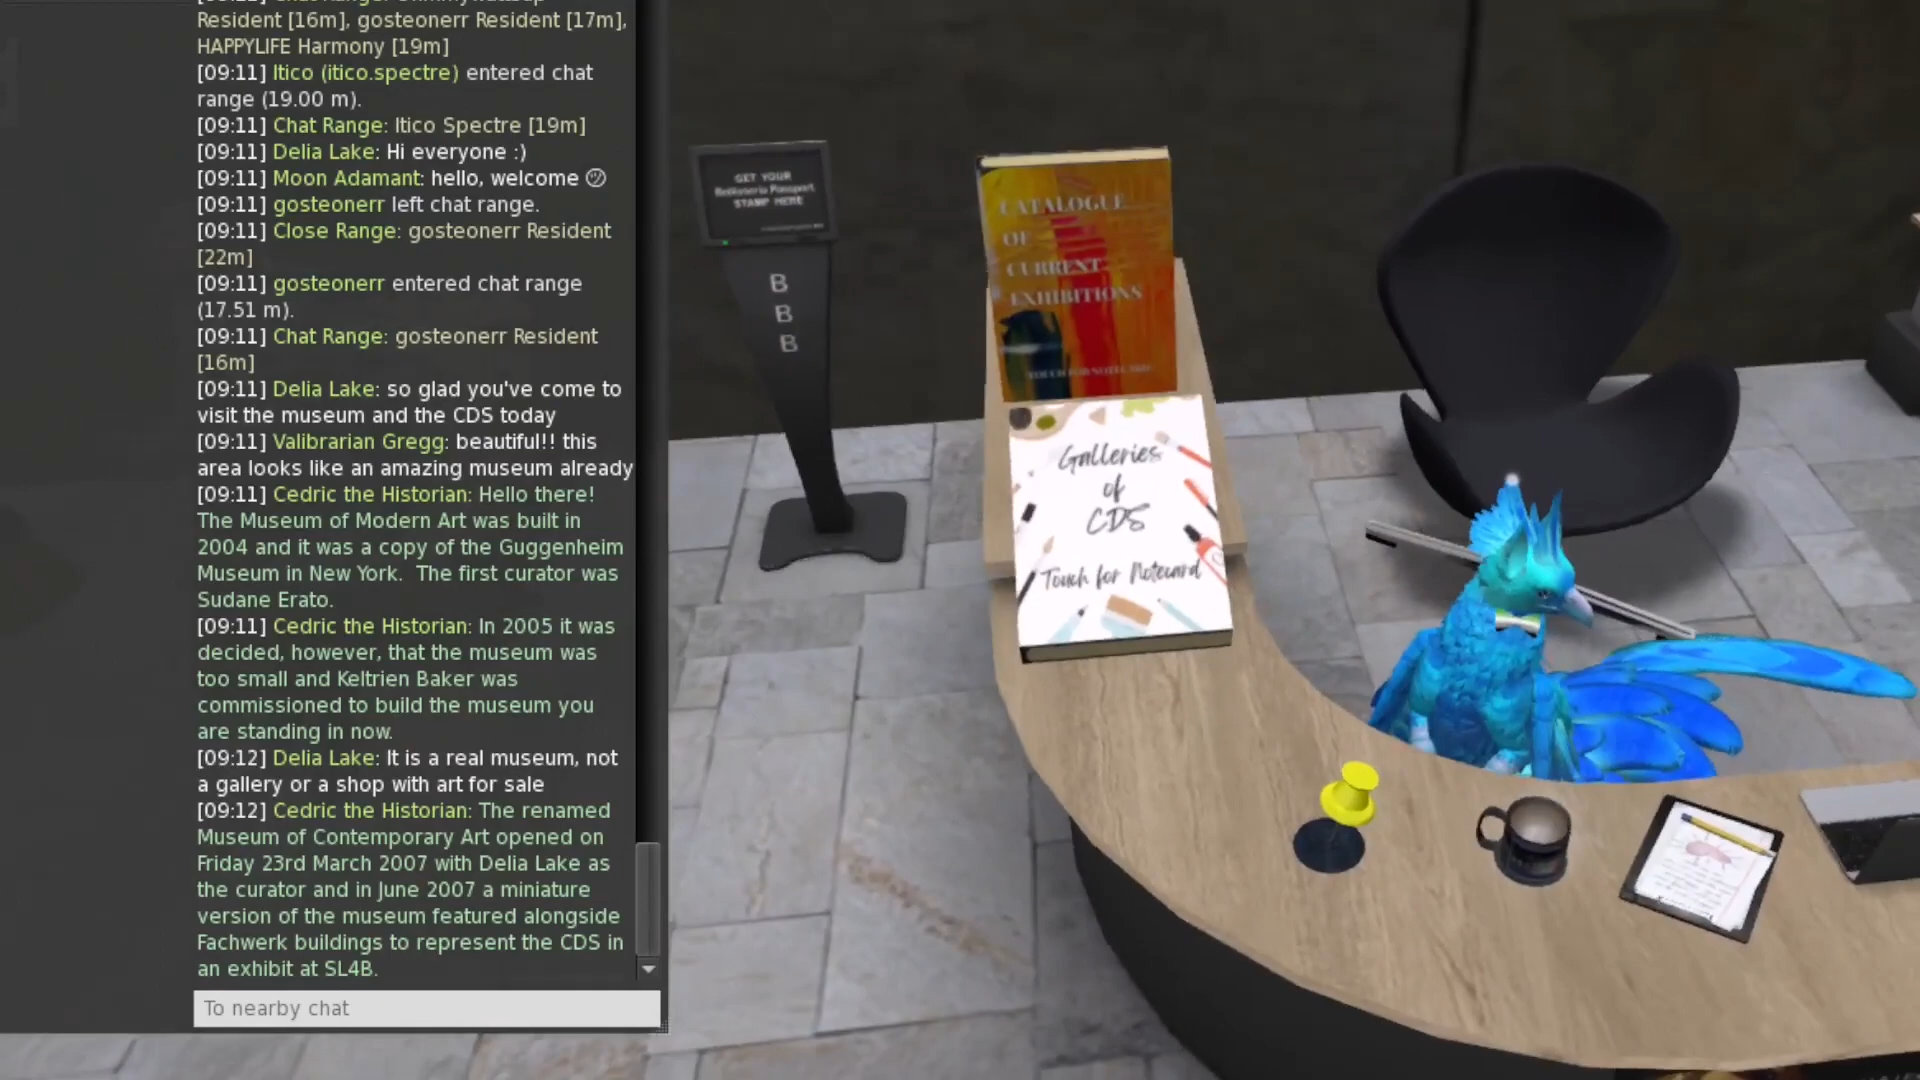 Resident [16m], gosteonerr Resident [17m],
HAPPYLIFE Harmony [19m]
[09:11] Itico (itico.spectre) entered chat
range (19.00 m).
[09:11] Chat Range: Itico Spectre [19m]
[09:11] Delia Lake: Hi everyone :)
[09:11] Moon Adamant: hello, welcome ツ
[09:11] gosteonerr left chat range.
[09:11] Close Range: gosteonerr Resident
[22m]
[09:11] gosteonerr entered chat range
(17.51 m).
[09:11] Chat Range: gosteonerr Resident
[16m]
[09:11] Delia Lake: so glad you've come to
visit the museum and the CDS today
[09:11] Valibrarian Gregg: beautiful!! this
area looks like an amazing museum already
[09:11] Cedric the Historian: Hello there!
The Museum of Modern Art was built in
2004 and it was a copy of the Guggenheim
Museum in New York.  The first curator was
Sudane Erato.
[09:11] Cedric the Historian: In 2005 it was
decided, however, that the museum was
too small and Keltrien Baker was
commissioned to build the museum you
are standing in now.
[09:12] Delia Lake: It is a real museum, not
a gallery or a shop with art for sale
[09:12] Cedric the Historian: The renamed
Museum of Contemporary Art opened on
Friday 23rd March 2007 with Delia Lake as
the curator and in June 2007 a miniature
version of the museum featured alongside
Fachwerk buildings to represent the CDS in
an exhibit at SL4B.
To nearby chat
GET YOUR
Bellisseria Passport
STAMP HERE
B
B
B
CATALOGUE
OF
CURRENT
EXHIBITIONS
TOUCH FOR NOTECARD
Galleries
of
CDS
Touch for Notecard